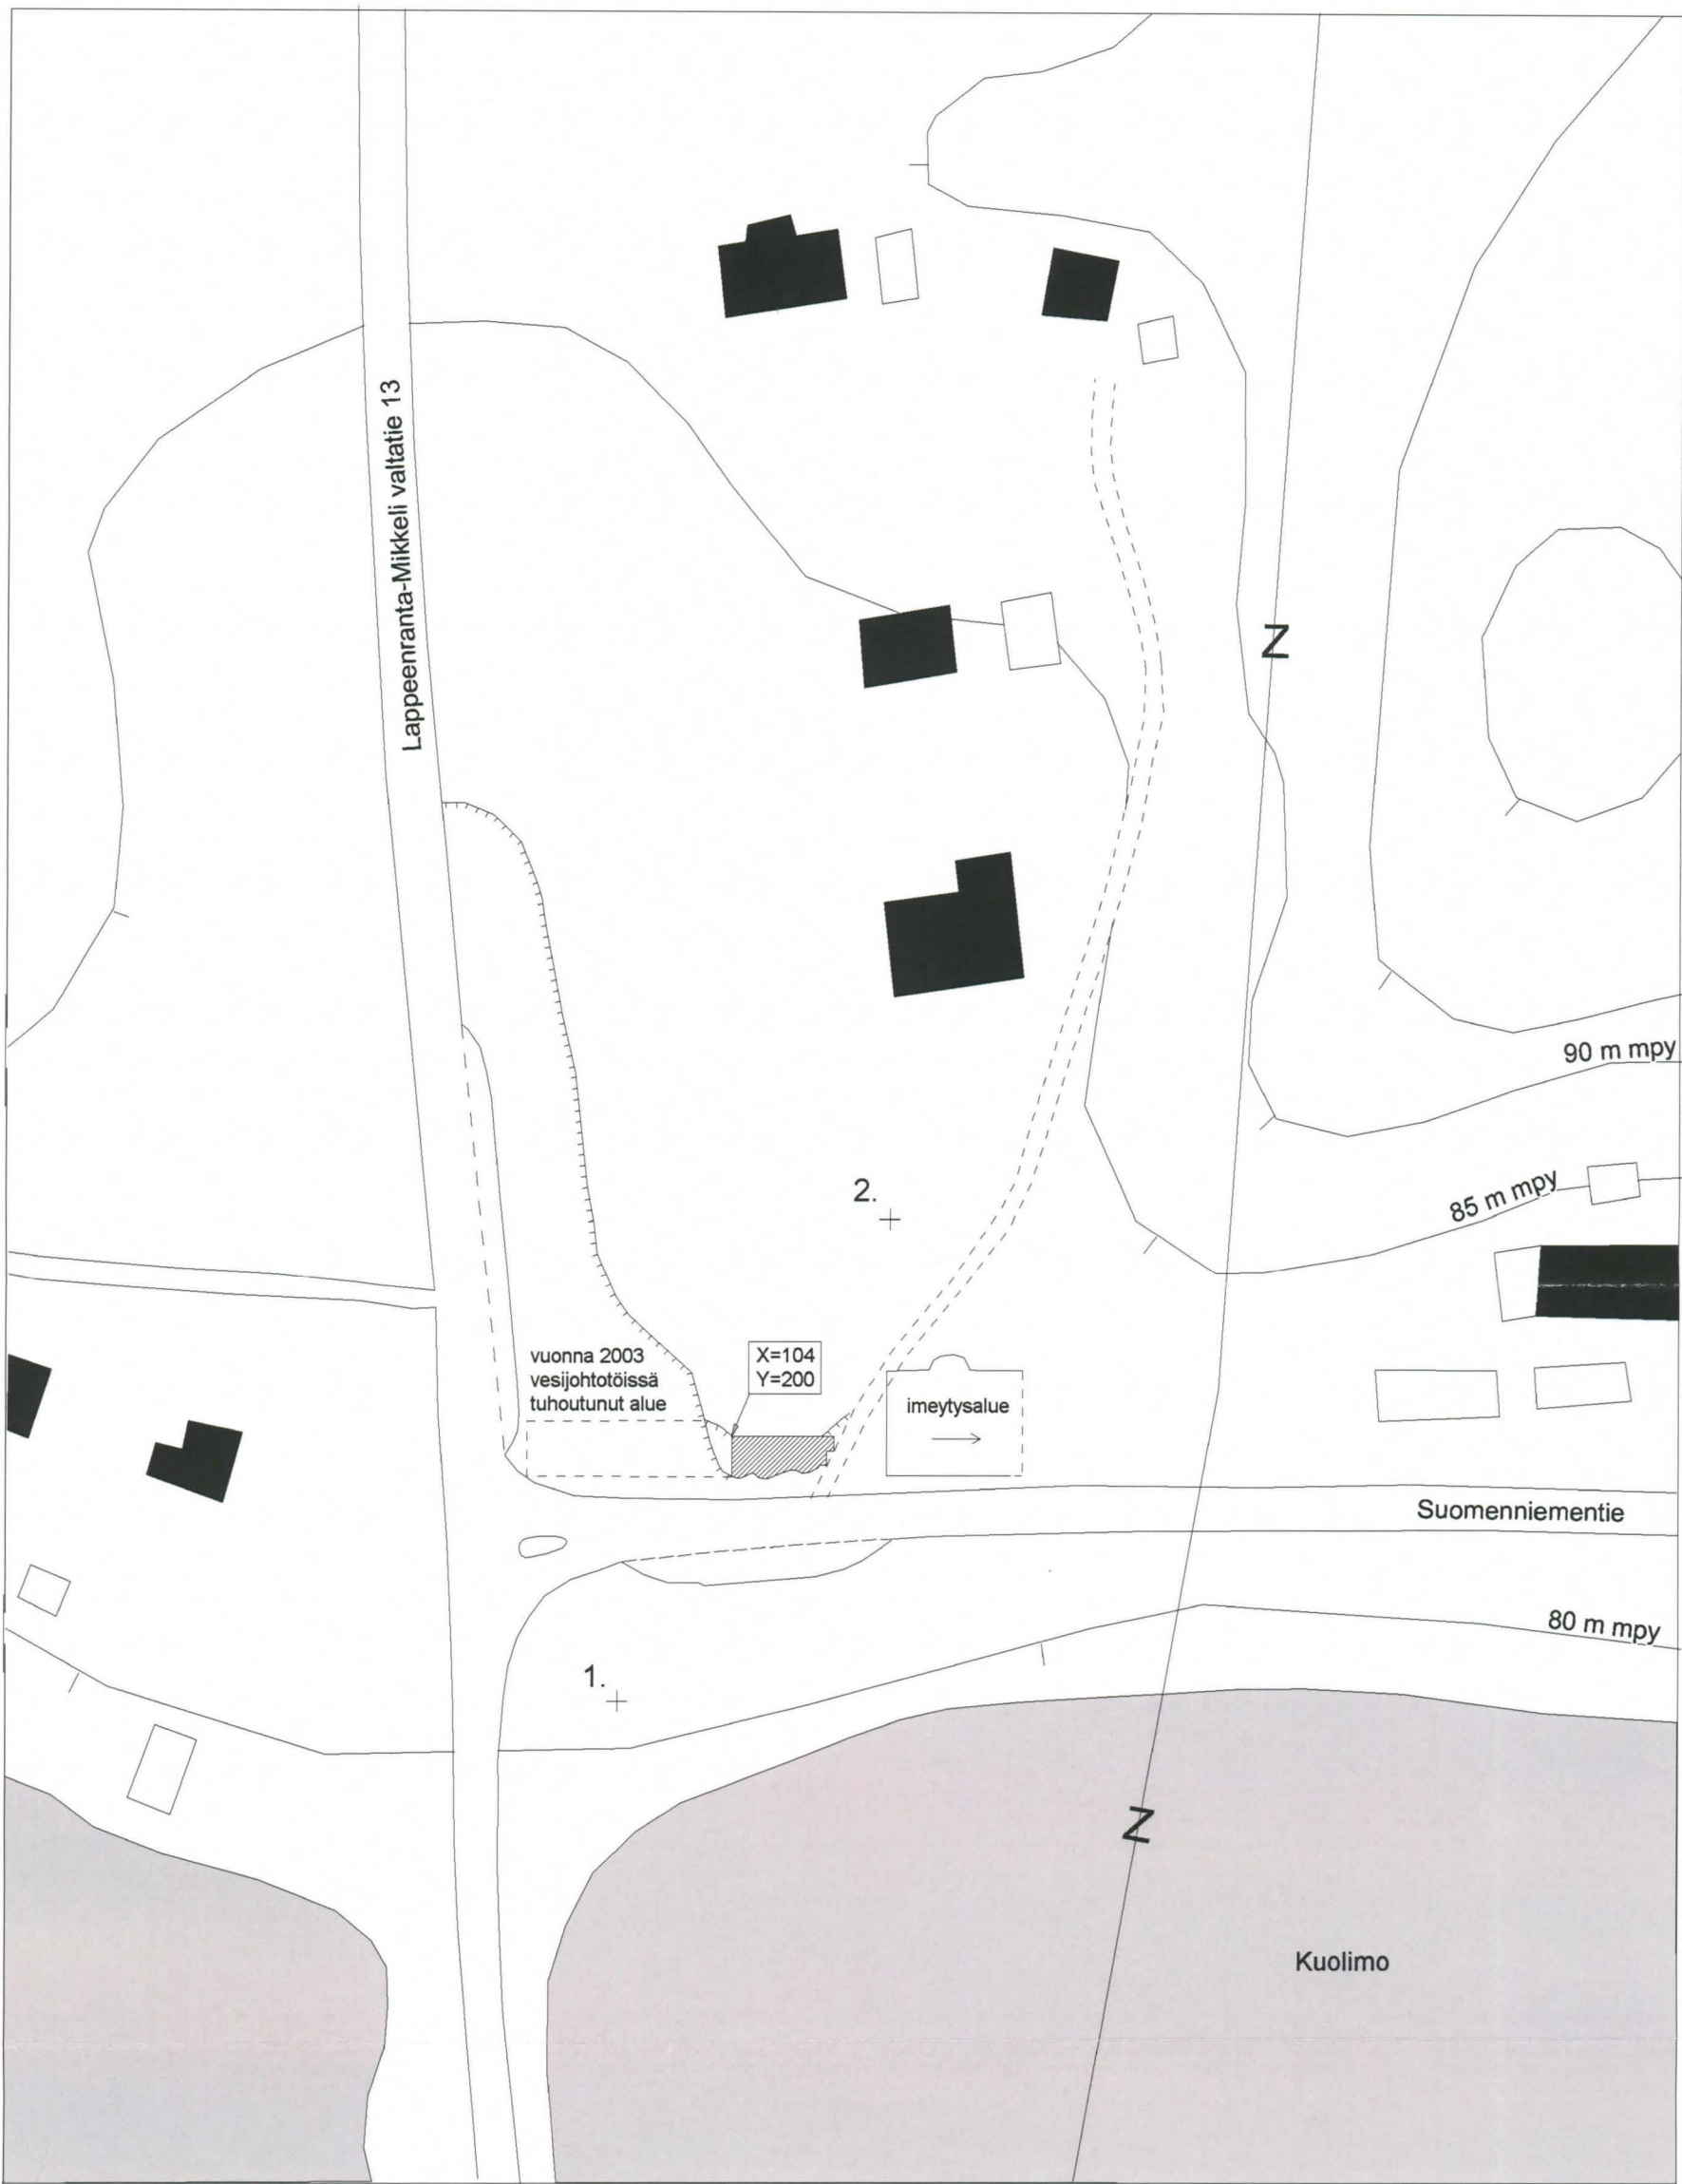 Lappeenranta-Mikkeli valtatie 13
Z
90 m mpy
85 m mpy
2.
vuonna 2003
vesijohtotöissä
tuhoutunut alue
X=104
Y=200
imeytysalue
Suomenniementie
80 m mpy
1.
Z
Kuolimo